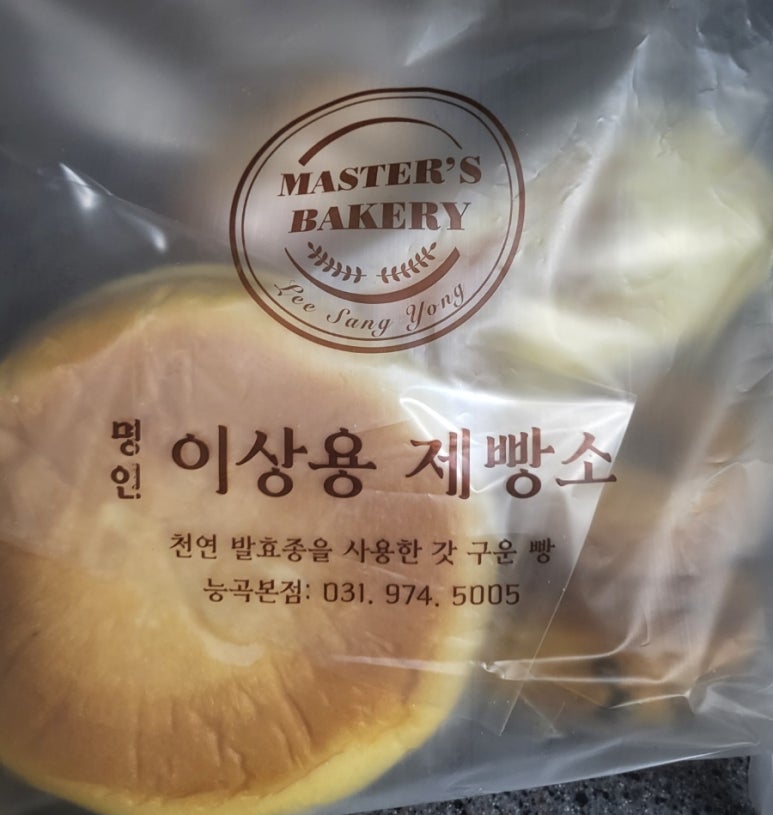 MASTER'S
BAKERY
Lee Sang Yong
명인 이상용 제빵소
천연 발효종을 사용한 갓 구운 빵
능곡본점: 031. 974. 5005